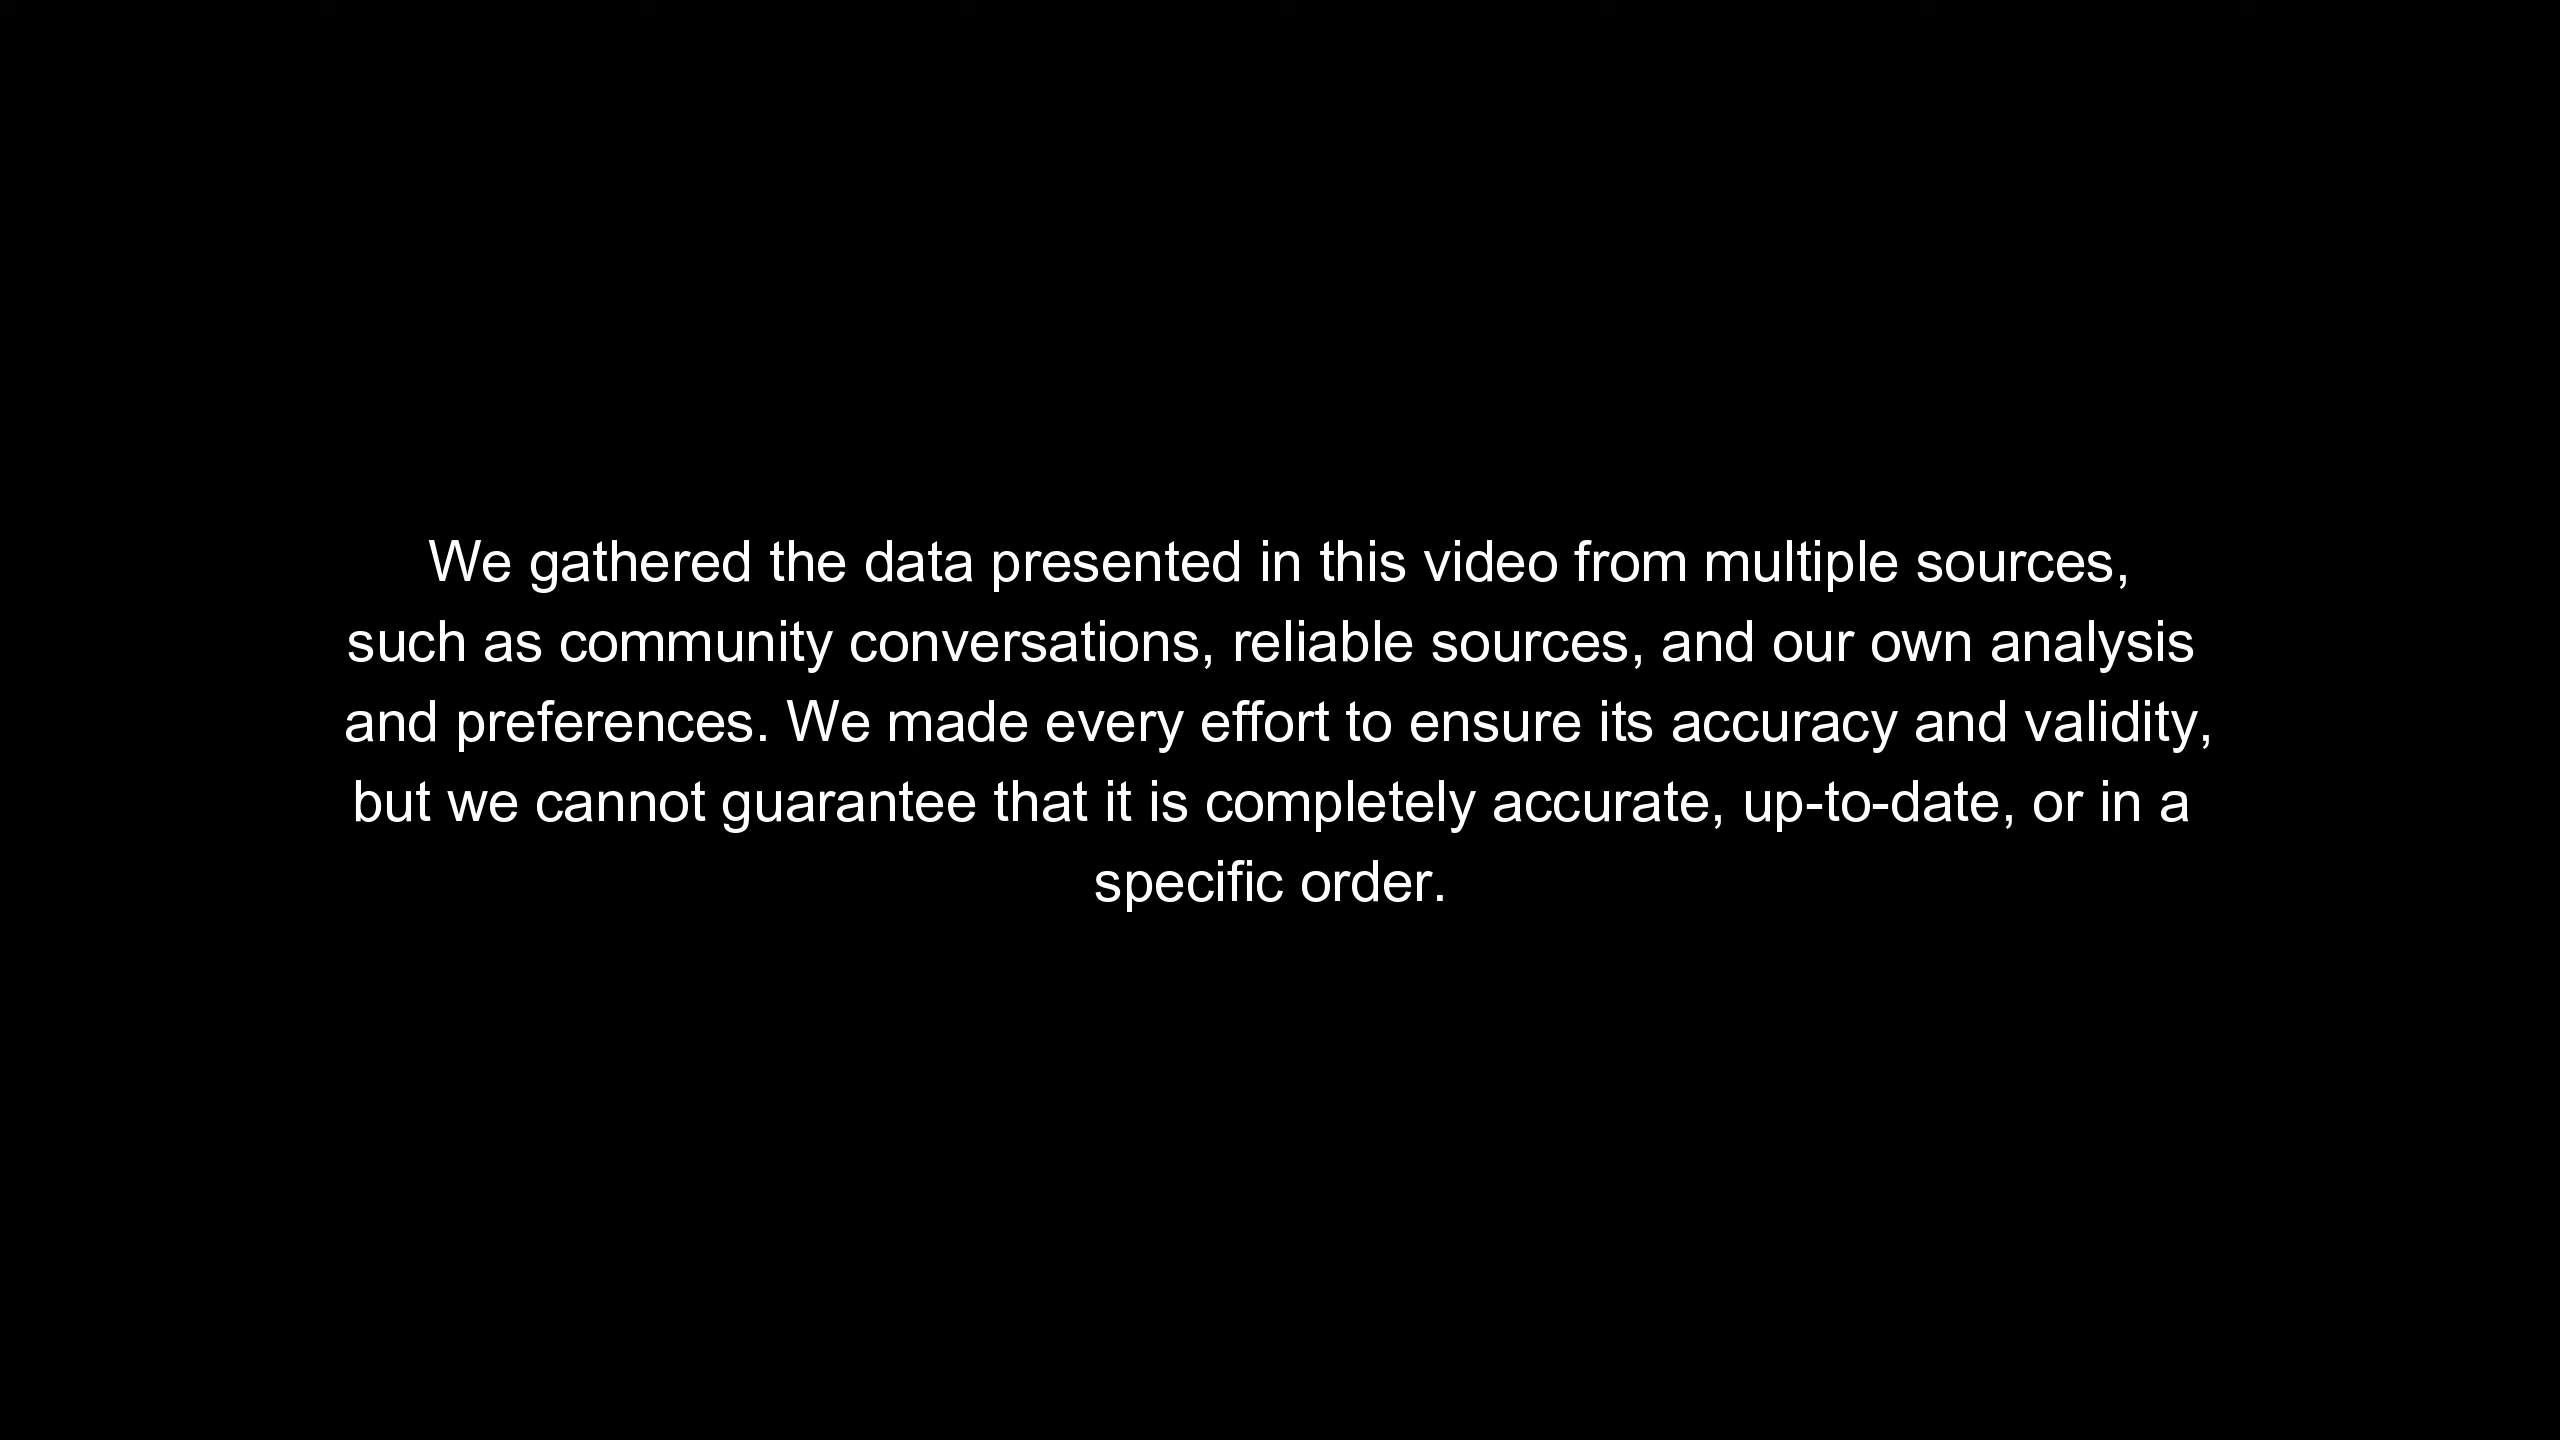 We gathered the data presented in this video from multiple sources,
such as community conversations, reliable sources, and our own analysis
and preferences. We made every effort to ensure its accuracy and validity,
but we cannot guarantee that it is completely accurate, up-to-date, or in a
specific order.